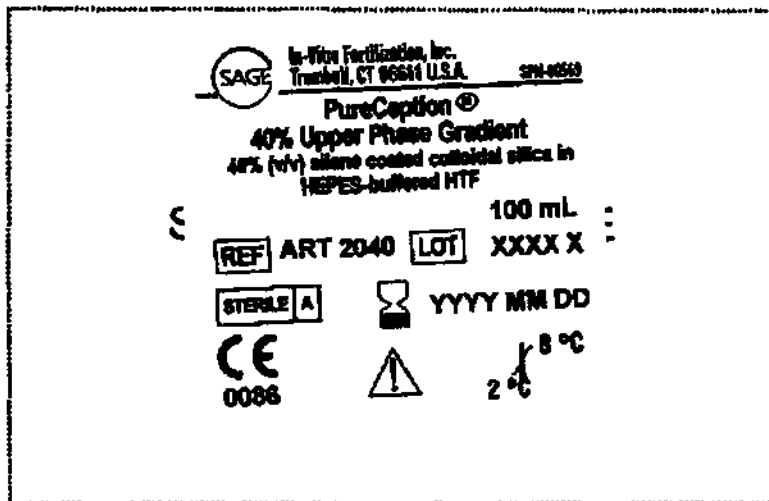 SAGE
In-Vitro Fertilization, Inc.
Trumbull, CT 06611 U.S.A.
PureCeption ®
40% Upper Phase Gradient
40% (v/v) silane coated colloidal silica in
HEPES-buffered HTF
100 mL
REF ART 2040 LOT XXXX X
STERILE A YYYY MM DD
CE 8 °C
0086 2 °C